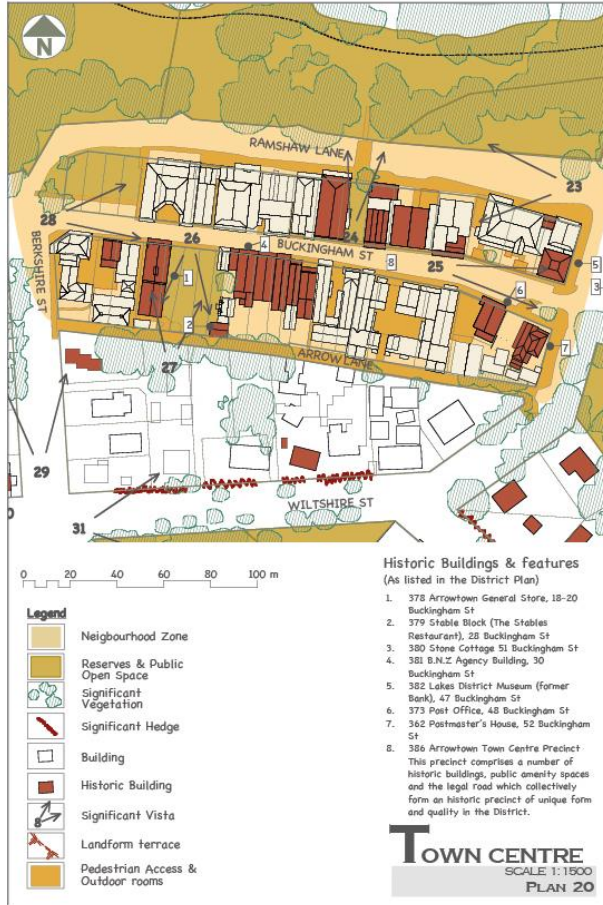 N
RAMSHAW LANE
23
24
28
26
4
BUCKINGHAM ST
8
25
5
3
BERKSHIRE ST
1
6
2
7
27
ARROW LANE
29
31
WILTSHIRE ST
0 20 40 60 80 100 m
Legend
Neigbourhood Zone
Reserves & Public
Open Space
Significant
Vegetation
Significant Hedge
Building
Historic Building
8
Significant Vista
Landform terrace
Pedestrian Access &
Outdoor rooms
Historic Buildings & features
(As listed in the District Plan)
1. 378 Arrowtown General Store, 18-20
Buckingham St
2. 379 Stable Block (The Stables
Restaurant), 28 Buckingham St
3. 380 Stone Cottage 51 Buckingham St
4. 381 B.N.Z Agency Building, 30
Buckingham St
5. 382 Lakes District Museum (former
Bank), 47 Buckingham St
6. 373 Post Office, 48 Buckingham St
7. 362 Postmaster's House, 52 Buckingham
St
8. 386 Arrowtown Town Centre Precinct
This precinct comprises a number of
historic buildings, public amenity spaces
and the legal road which collectively
form an historic precinct of unique form
and quality in the District.
TOWN CENTRE
SCALE 1:1500
PLAN 20